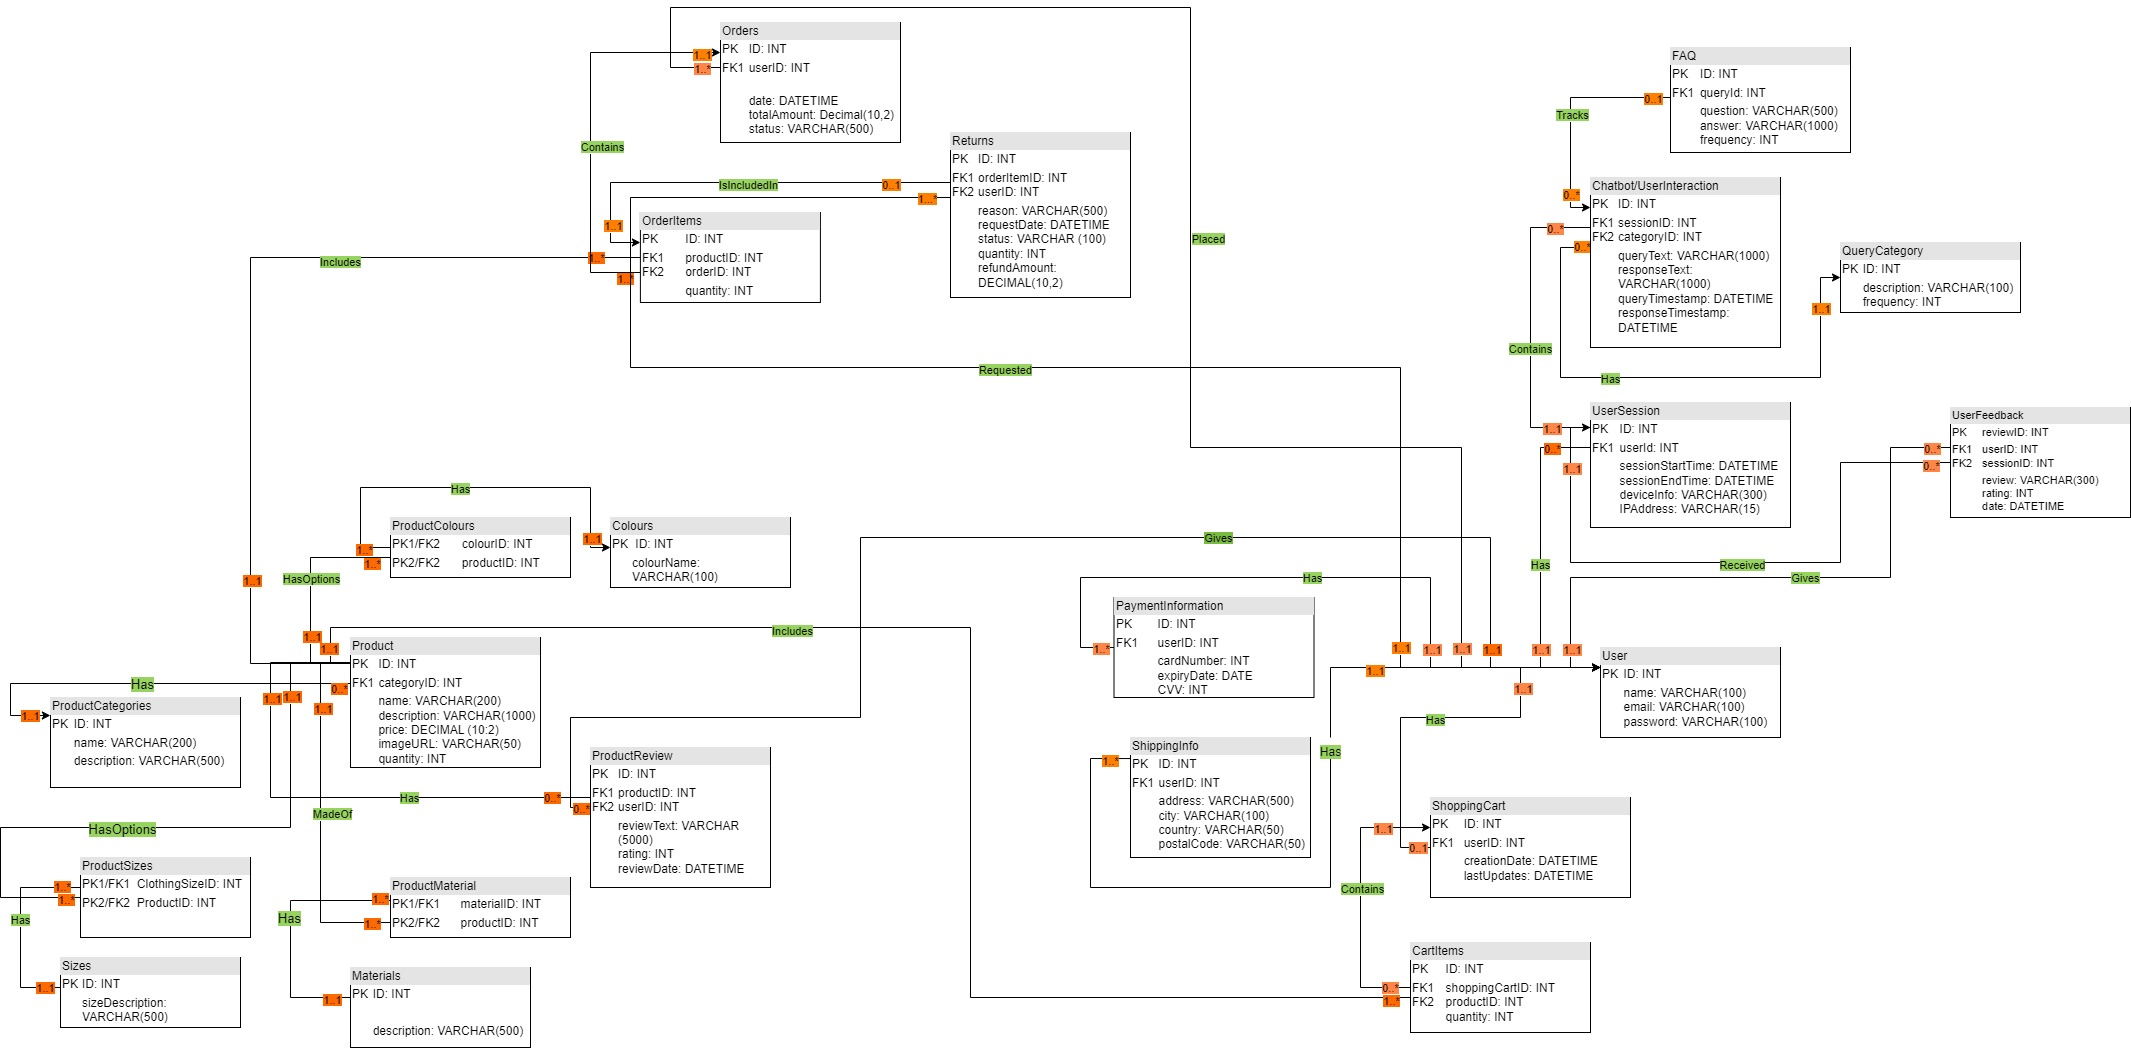 Orders
PK ID: INT
1..1
FK1 userID: INT
1..*
date: DATETIME
totalAmount: Decimal(10,2)
status: VARCHAR(500)
Contains
Returns
PK ID: INT
FK1 orderItemID: INT
FK2 userID: INT
reason: VARCHAR(500)
requestDate: DATETIME
status: VARCHAR (100)
quantity: INT
refundAmount:
DECIMAL(10,2)
IsIncludedIn
0..1
1...*
1..1
OrderItems
PK ID: INT
FK1 productID: INT
FK2 orderID: INT
quantity: INT
1..*
1..*
Includes
Placed
Requested
FAQ
PK ID: INT
FK1 queryId: INT
question: VARCHAR(500)
answer: VARCHAR(1000)
frequency: INT
0..1
Tracks
0..*
Chatbot/UserInteraction
PK ID: INT
FK1 sessionID: INT
FK2 categoryID: INT
queryText: VARCHAR(1000)
responseText:
VARCHAR(1000)
queryTimestamp: DATETIME
responseTimestamp:
DATETIME
0..*
0..*
QueryCategory
PK ID: INT
description: VARCHAR(100)
frequency: INT
1..1
Contains
Has
UserSession
PK ID: INT
FK1 userId: INT
sessionStartTime: DATETIME
sessionEndTime: DATETIME
deviceInfo: VARCHAR(300)
IPAddress: VARCHAR(15)
1..1
0..*
1..1
UserFeedback
PK reviewID: INT
FK1 userID: INT
FK2 sessionID: INT
review: VARCHAR(300)
rating: INT
date: DATETIME
0..*
0..*
Has
Received
Gives
Has
ProductColours
PK1/FK2 colourID: INT
PK2/FK2 productID: INT
1..*
1..*
Colours
PK ID: INT
colourName:
VARCHAR(100)
1..1
HasOptions
1..1
Gives
Has
PaymentInformation
PK ID: INT
FK1 userID: INT
cardNumber: INT
expiryDate: DATE
CVV: INT
1..*
Includes
1..1
1..1
Product
PK ID: INT
FK1 categoryID: INT
name: VARCHAR(200)
description: VARCHAR(1000)
price: DECIMAL (10:2)
imageURL: VARCHAR(50)
quantity: INT
0..*
Has
1..1
ProductCategories
PK ID: INT
name: VARCHAR(200)
description: VARCHAR(500)
1..1
1..1
1..1
1..1
1..1
1..1
1..1
1..1
1..1
1..1
1..1
User
PK ID: INT
name: VARCHAR(100)
email: VARCHAR(100)
password: VARCHAR(100)
Has
ProductReview
PK ID: INT
FK1 productID: INT
FK2 userID: INT
reviewText: VARCHAR
(5000)
rating: INT
reviewDate: DATETIME
Has
0..*
0..*
ShippingInfo
PK ID: INT
FK1 userID: INT
address: VARCHAR(500)
city: VARCHAR(100)
country: VARCHAR(50)
postalCode: VARCHAR(50)
1..*
Has
MadeOf
HasOptions
ShoppingCart
PK ID: INT
FK1 userID: INT
creationDate: DATETIME
lastUpdates: DATETIME
1..1
0..1
Contains
ProductSizes
PK1/FK1 ClothingSizeID: INT
PK2/FK2 ProductID: INT
1..*
1..*
Has
ProductMaterial
PK1/FK1 materialID: INT
PK2/FK2 productID: INT
1..*
1..*
Has
Sizes
PK ID: INT
sizeDescription:
VARCHAR(500)
1..1
Materials
PK ID: INT
description: VARCHAR(500)
1..1
CartItems
PK ID: INT
FK1 shoppingCartID: INT
FK2 productID: INT
quantity: INT
0..*
1..*